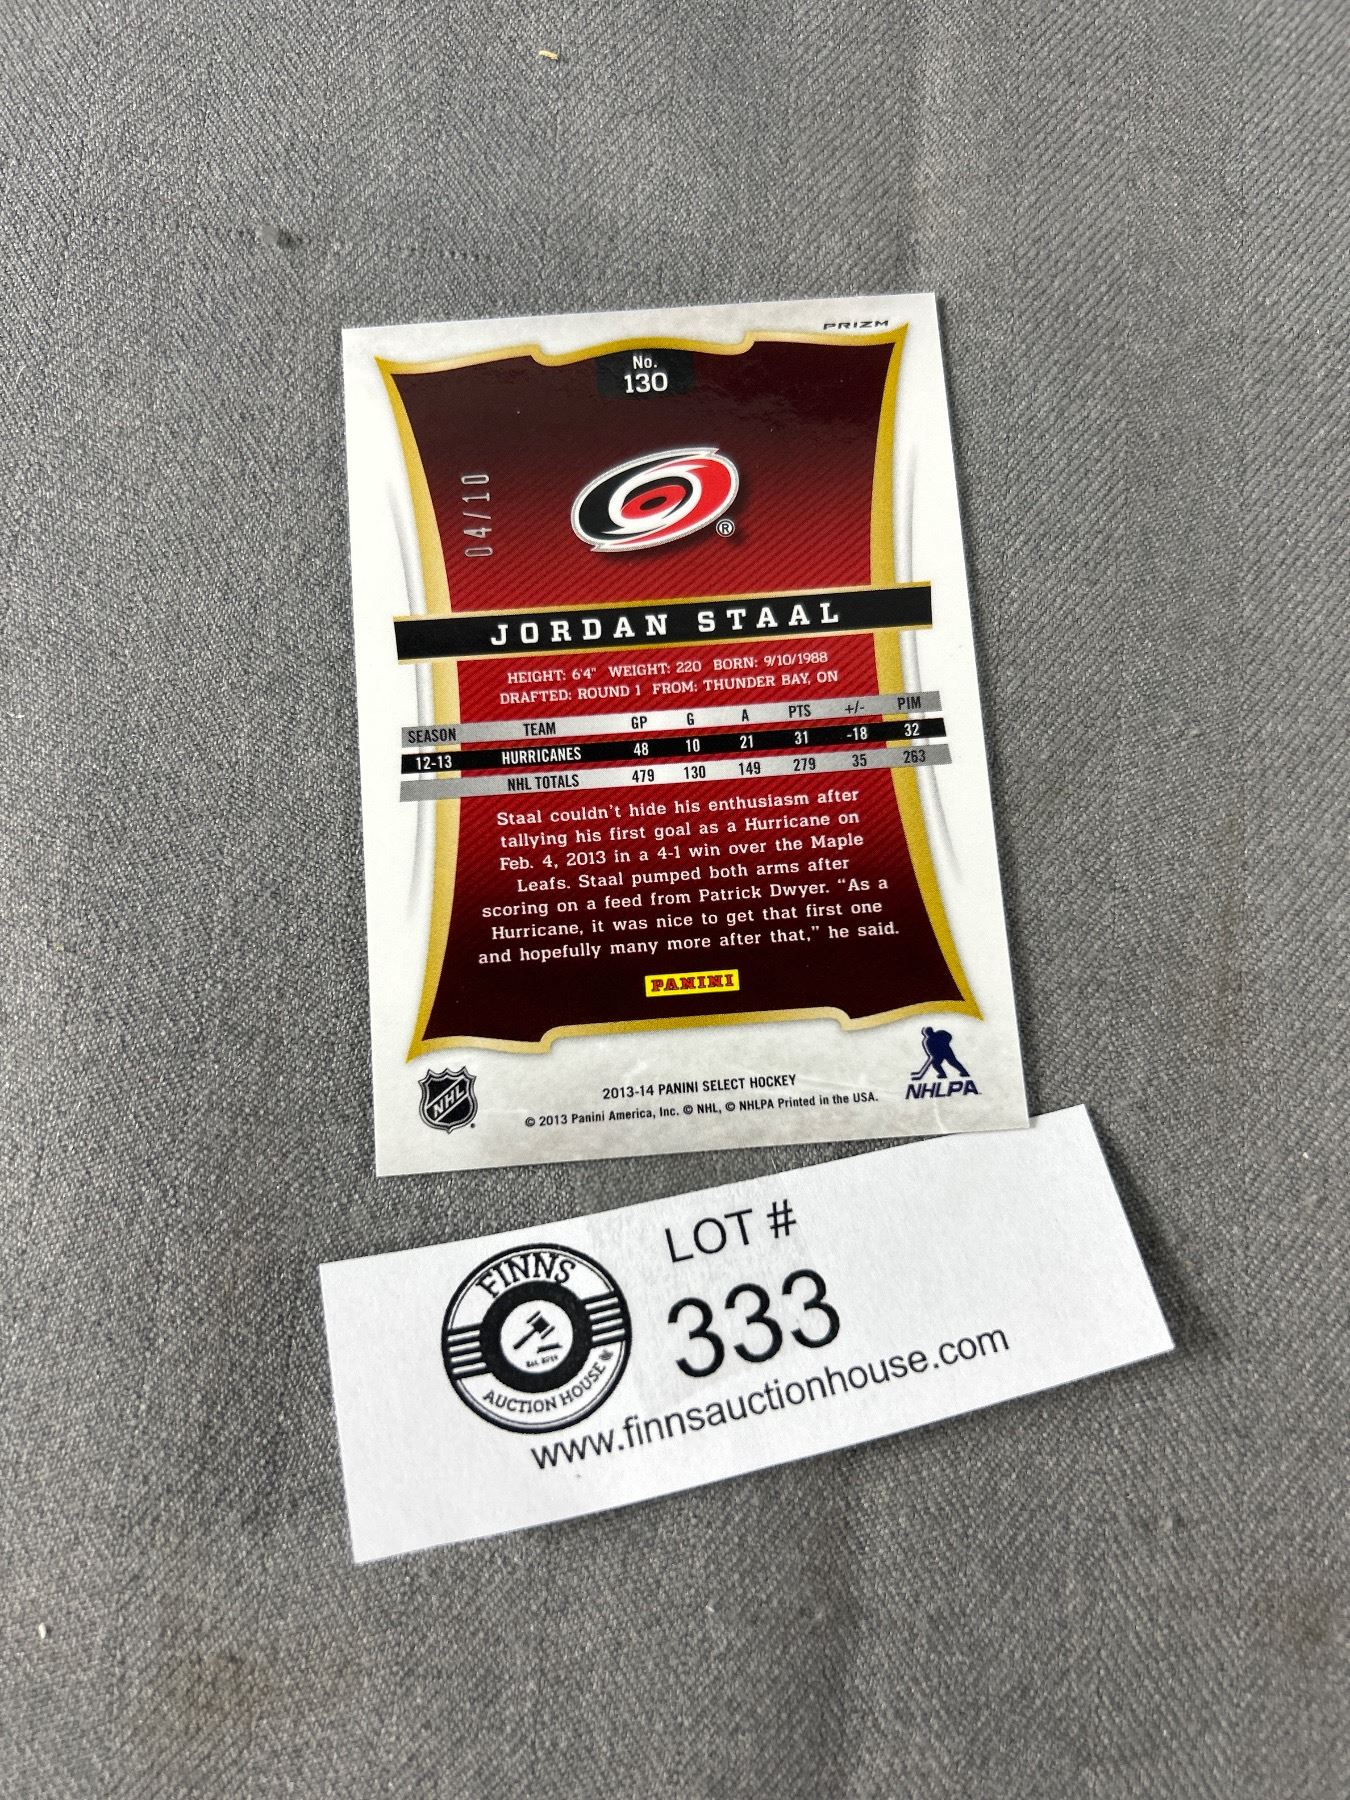 PRIZM
No.
130
04/10
®
JORDAN STAAL
HEIGHT: 6'4" WEIGHT: 220 BORN: 9/10/1988
DRAFTED: ROUND 1 FROM: THUNDER BAY, ON
SEASON TEAM GP G A PTS +/- PIM
12-13 HURRICANES 48 10 21 31 -18 32
NHL TOTALS 479 130 149 279 35 263
Staal couldn't hide his enthusiasm after
tallying his first goal as a Hurricane on
Feb. 4, 2013 in a 4-1 win over the Maple
Leafs. Staal pumped both arms after
scoring on a feed from Patrick Dwyer. "As a
Hurricane, it was nice to get that first one
and hopefully many more after that," he said.
PANINI
NHL
2013-14 PANINI SELECT HOCKEY
© 2013 Panini America, Inc. © NHL, © NHLPA Printed in the USA.
NHLPA
LOT #
333
FINNS
AUCTION HOUSE
www.finnsauctionhouse.com